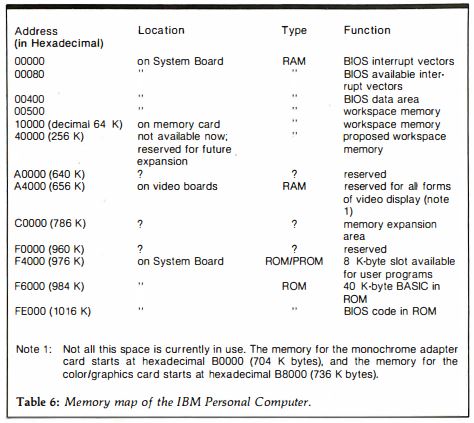 Address Location Type Function
(in Hexadecimal)
00000 on System Board RAM BIOS interrupt vectors
00080 " " BIOS available inter-
rupt vectors
00400 " " BIOS data area
00500 " " workspace memory
10000 (decimal 64 K) on memory card " workspace memory
40000 (256 K) not available now; " proposed workspace
reserved for future memory
expansion
A0000 (640 K) ? ? reserved
A4000 (656 K) on video boards RAM reserved for all forms
of video display (note
1)
C0000 (786 K) ? ? memory expansion
area
F0000 (960 K) ? ? reserved
F4000 (976 K) on System Board ROM/PROM 8 K-byte slot available
for user programs
F6000 (984 K) " ROM 40 K-byte BASIC in
ROM
FE000 (1016 K) " " BIOS code in ROM
Note 1: Not all this space is currently in use. The memory for the monochrome adapter
card starts at hexadecimal B0000 (704 K bytes), and the memory for the
color/graphics card starts at hexadecimal B8000 (736 K bytes).
Table 6: Memory map of the IBM Personal Computer.